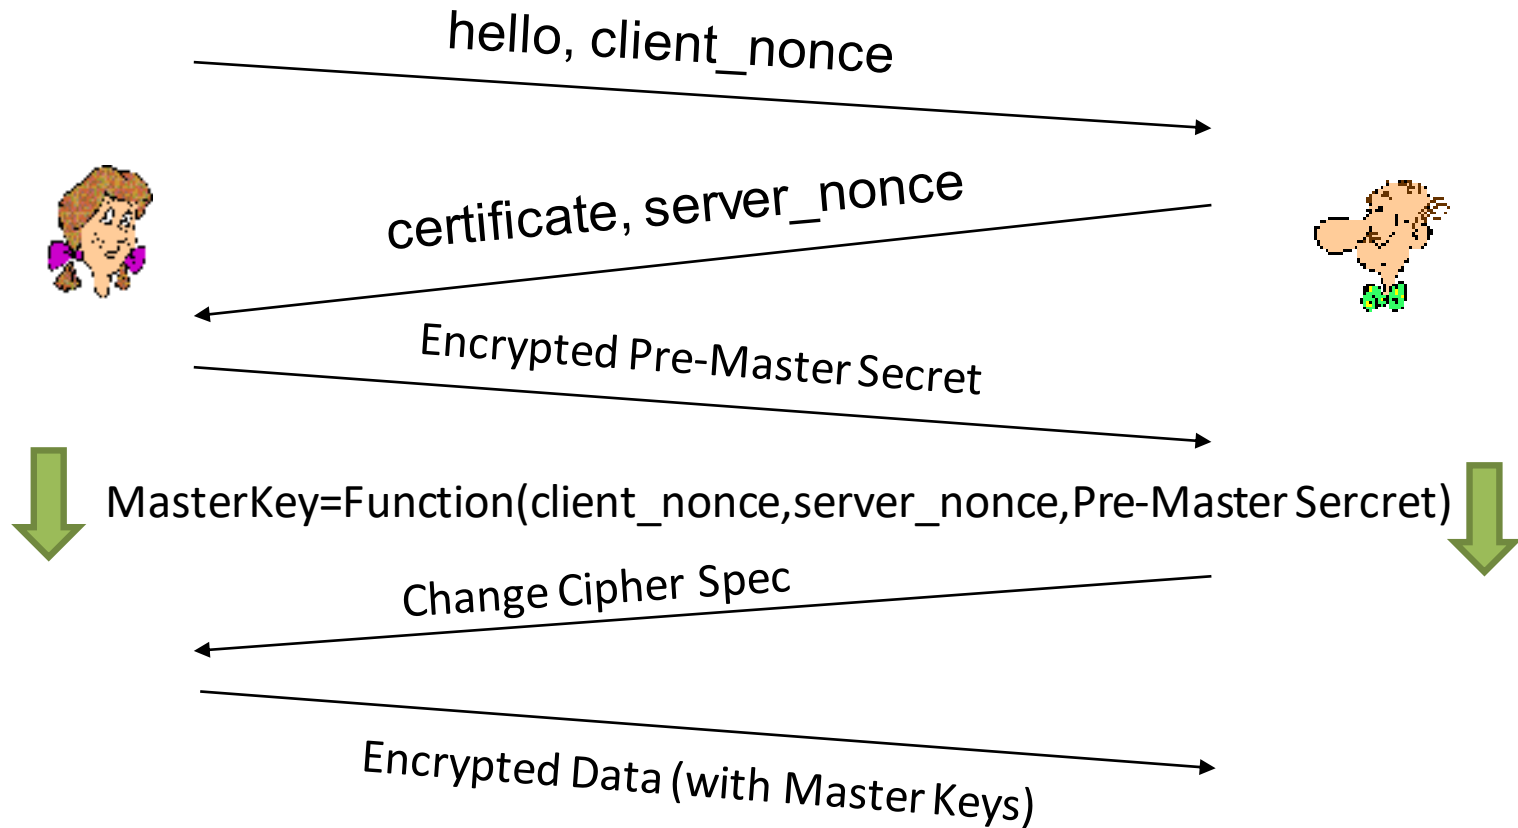 hello, client_nonce
certificate, server_nonce
Encrypted Pre-Master Secret
MasterKey=Function(client_nonce,server_nonce,Pre-Master Sercret)
Change Cipher Spec
Encrypted Data (with Master Keys)